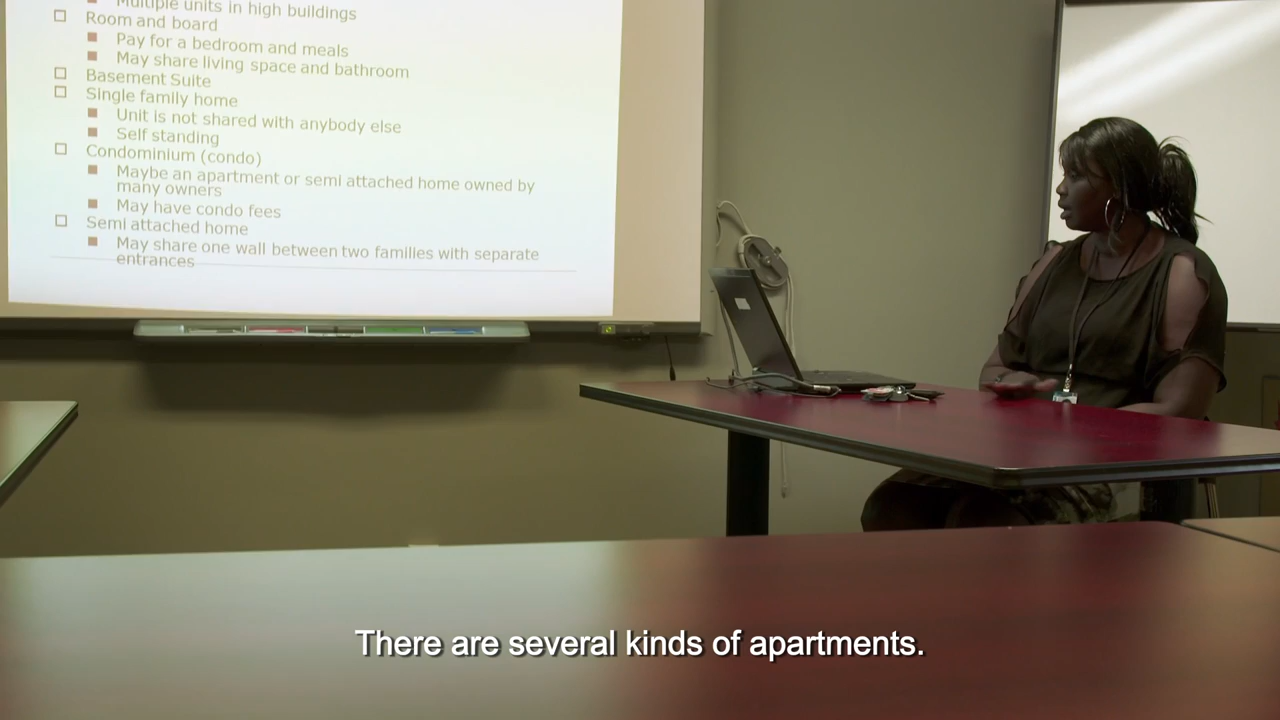 Multiple units in high buildings
Room and board
Pay for a bedroom and meals
May share living space and bathroom
Basement Suite
Single family home
Unit is not shared with anybody else
Self standing
Condominium (condo)
Maybe an apartment or semi attached home owned by
many owners
May have condo fees
Semi attached home
May share one wall between two families with separate
entrances
There are several kinds of apartments.